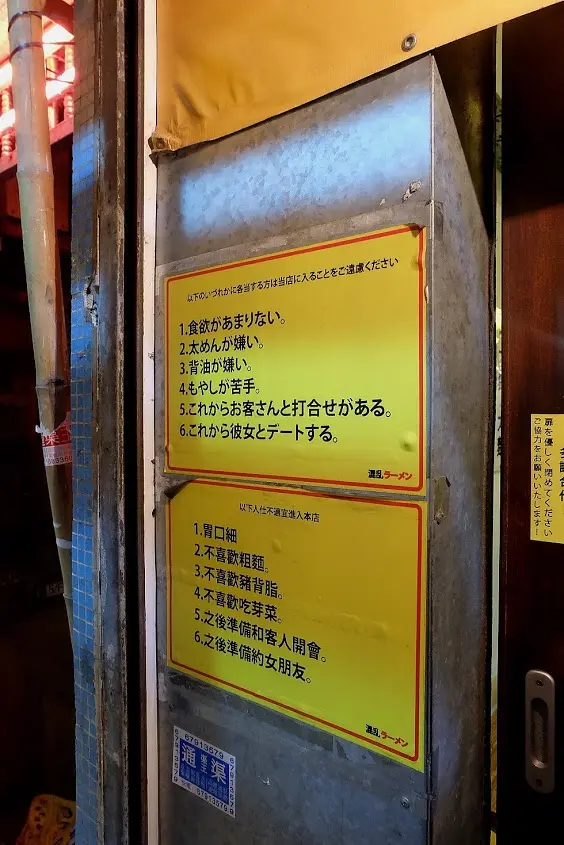 以下のいづれかに各当する方は当店に入ることをご遠慮ください
1.食欲があまりない。
2.太めんが嫌い。
3.背油が嫌い。
4.もやしが苦手。
5.これからお客さんと打合せがある。
6.これから彼女とデートする。
混乱ラーメン
以下人仕不適宜進入本店
1.胃口細
2.不喜歡粗麵。
3.不喜歡豬背脂。
4.不喜歡吃芽菜。
5.之後準備和客人開會。
6.之後準備約女朋友。
混乱ラーメン
扉を優しく閉めてください
ご協力をお願いいたします!
67913679
通渠